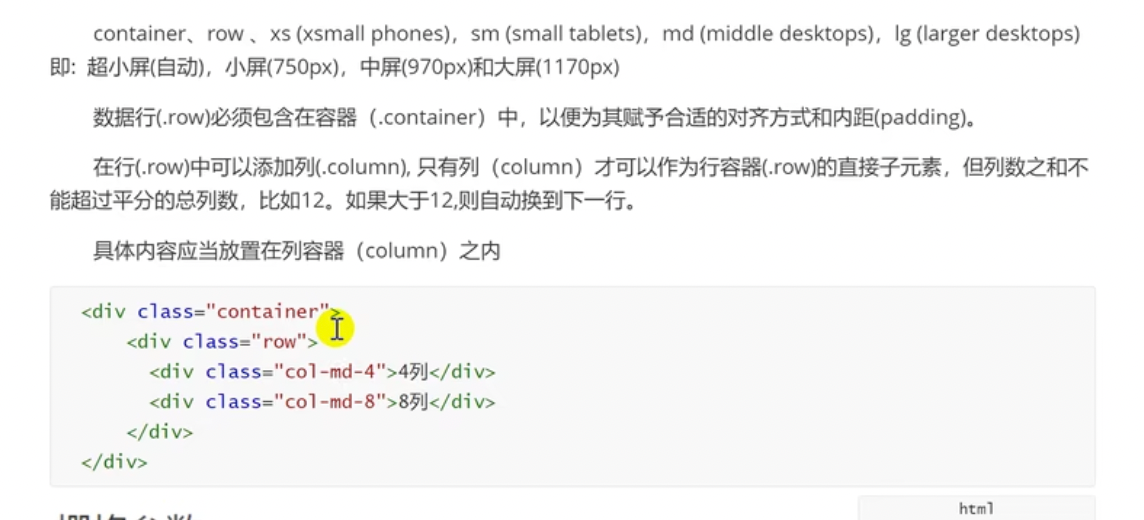 container、row 、xs (xsmall phones)，sm (small tablets)，md (middle desktops)，lg (larger desktops)
即: 超小屏(自动)，小屏(750px)，中屏(970px)和大屏(1170px)
数据行(.row)必须包含在容器（.container）中，以便为其赋予合适的对齐方式和内距(padding)。
在行(.row)中可以添加列(.column), 只有列（column）才可以作为行容器(.row)的直接子元素，但列数之和不
能超过平分的总列数，比如12。如果大于12,则自动换到下一行。
具体内容应当放置在列容器（column）之内
<div class="container">
<div class="row">
<div class="col-md-4">4列</div>
<div class="col-md-8">8列</div>
</div>
</div>
html